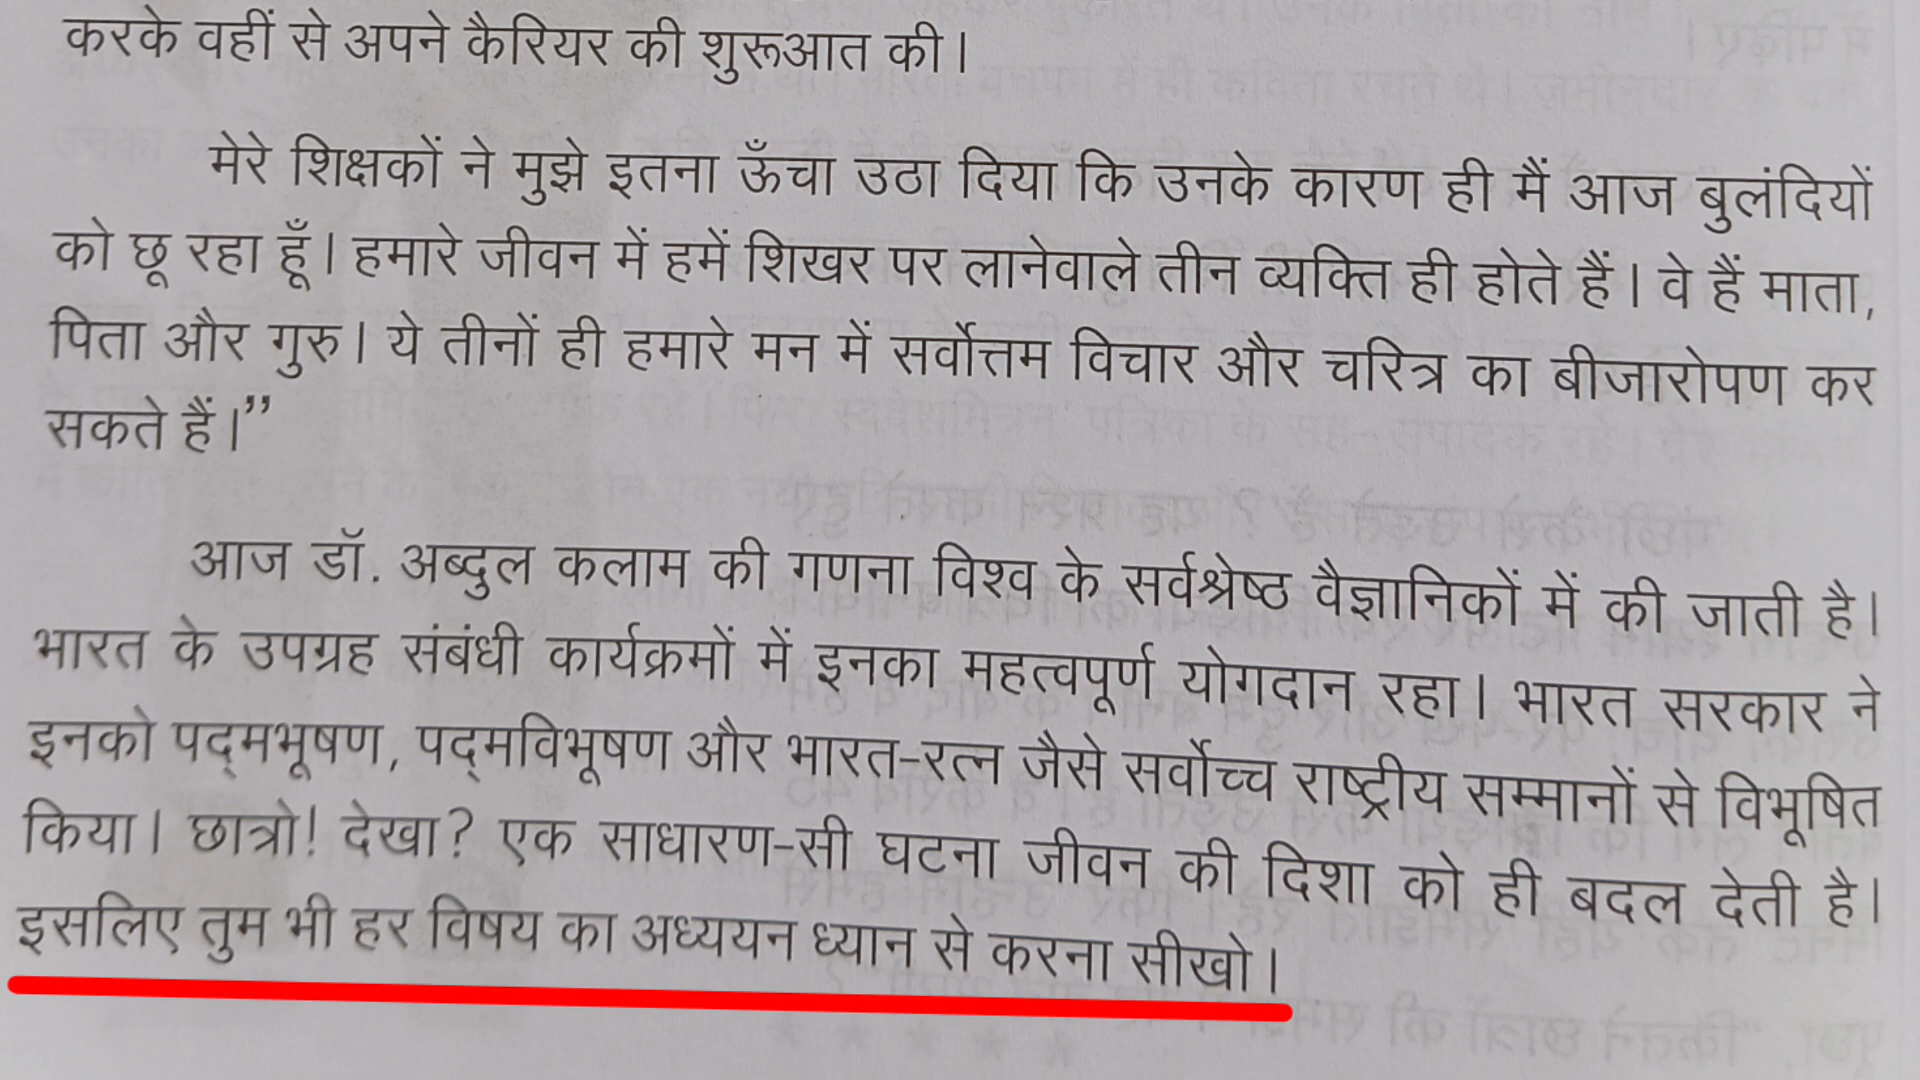 करके वहीं से अपने कैरियर की शुरूआत की।
मेरे शिक्षकों ने मुझे इतना ऊँचा उठा दिया कि उनके कारण ही मैं आज बुलंदियों
को छू रहा हूँ। हमारे जीवन में हमें शिखर पर लानेवाले तीन व्यक्ति ही होते हैं। वे हैं माता,
पिता और गुरु। ये तीनों ही हमारे मन में सर्वोत्तम विचार और चरित्र का बीजारोपण कर
सकते हैं।”
आज डॉ. अब्दुल कलाम की गणना विश्व के सर्वश्रेष्ठ वैज्ञानिकों में की जाती है।
भारत के उपग्रह संबंधी कार्यक्रमों में इनका महत्वपूर्ण योगदान रहा। भारत सरकार ने
इनको पद्मभूषण, पद्मविभूषण और भारत-रत्न जैसे सर्वोच्च राष्ट्रीय सम्मानों से विभूषित
किया। छात्रो! देखा? एक साधारण-सी घटना जीवन की दिशा को ही बदल देती है।
इसलिए तुम भी हर विषय का अध्ययन ध्यान से करना सीखो।